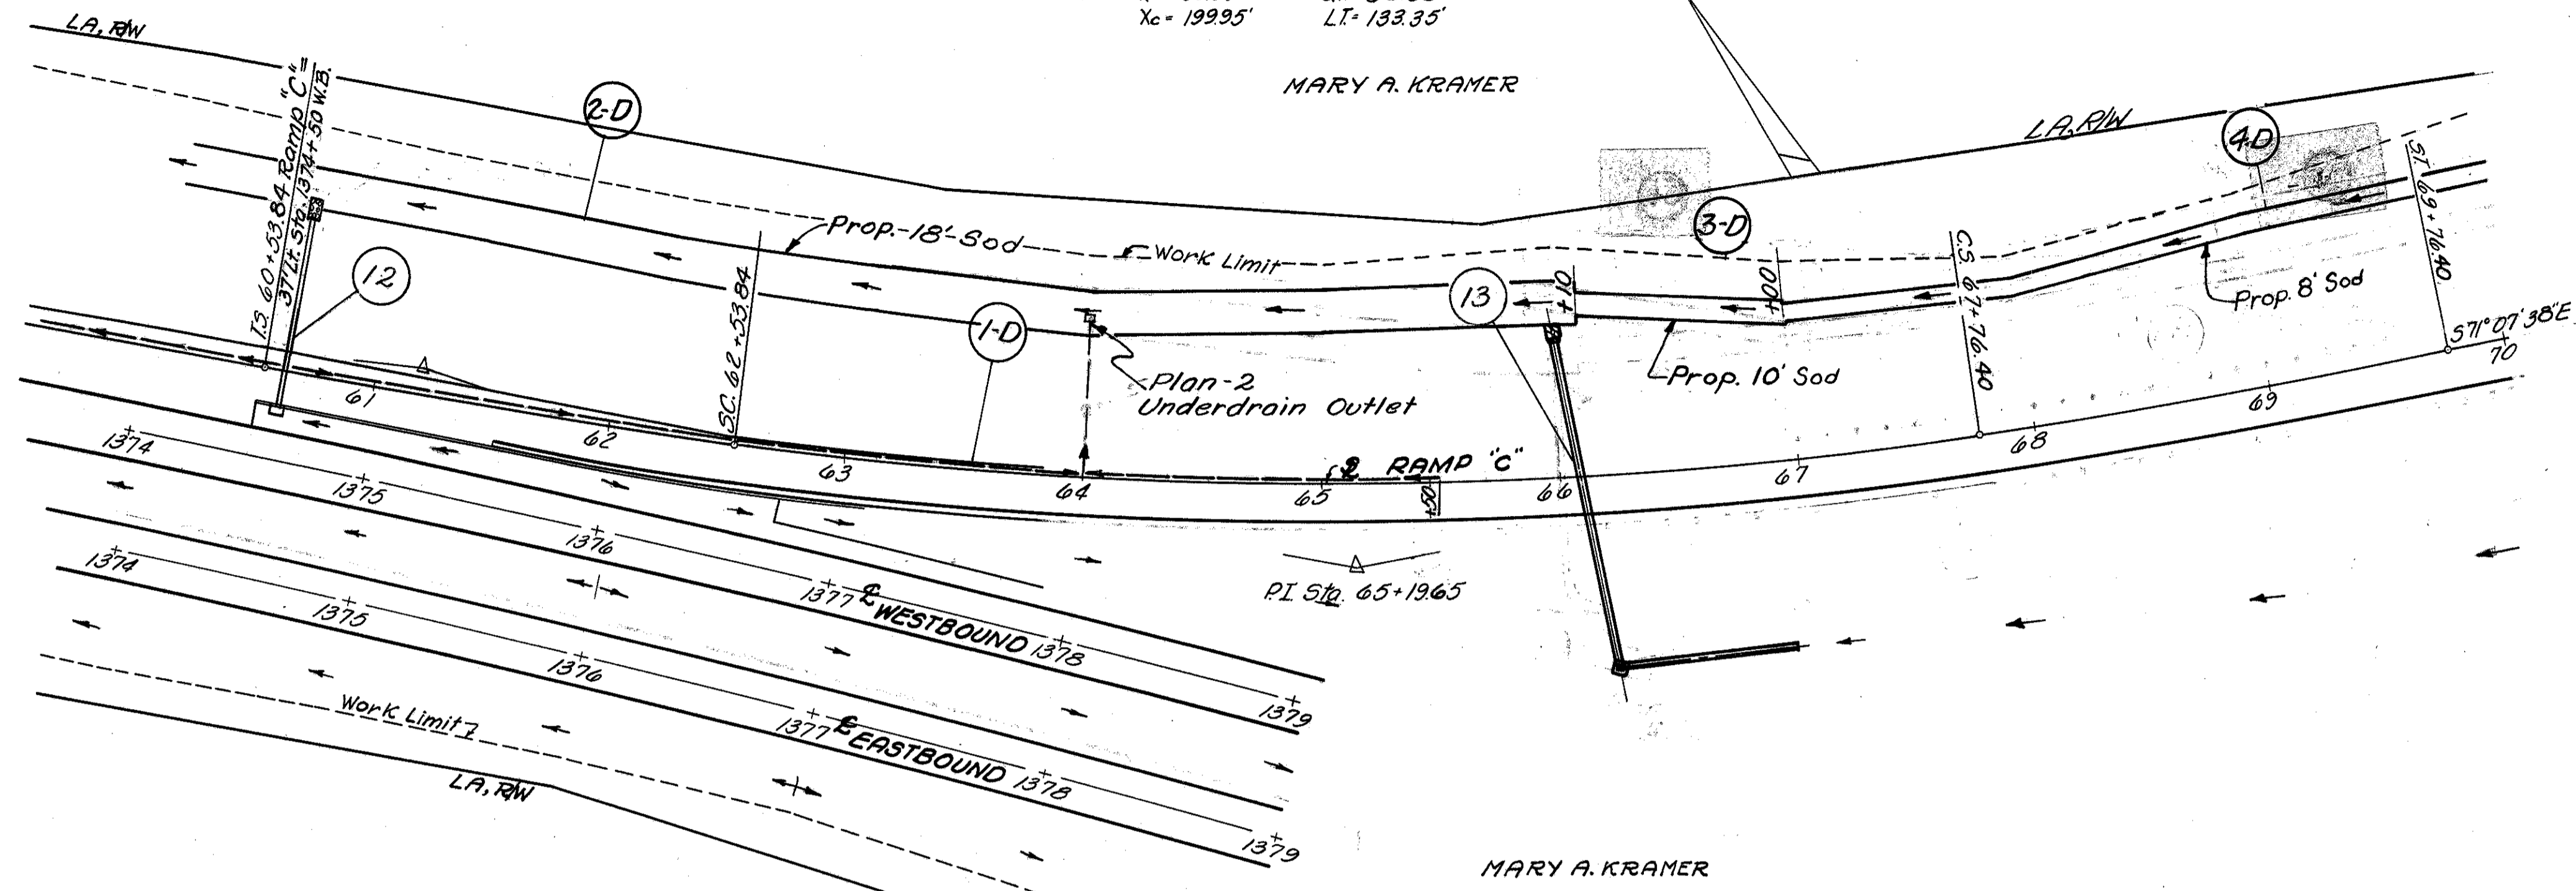 Xc = 199.95' LT. = 133.35'
MARY A. KRAMER
LA, R/W
T.S. 60+53.84 Ramp "C" =
37' Lt. Sta. 1374+50 W.B.
2-D
LA, R/W
4-D
3-D
Prop. 18' Sod
Work Limit
12
13
+10
+00
S.C. 62+53.84
1-D
C.S. 67+76.40
S.T. 69+76.40
Prop. 8' Sod
S71°07'38"E
Plan-2
Underdrain Outlet
Prop. 10' Sod
61 62 63 64 65 +50 66 67 68 69 70
℄ RAMP "C"
P.I. Sta. 65+19.65
1374 1375 1376 1377 ℄ WESTBOUND 1378 1379
1374 1375 1376 1377 ℄ EASTBOUND 1378 1379
Work Limit
LA, R/W
MARY A. KRAMER